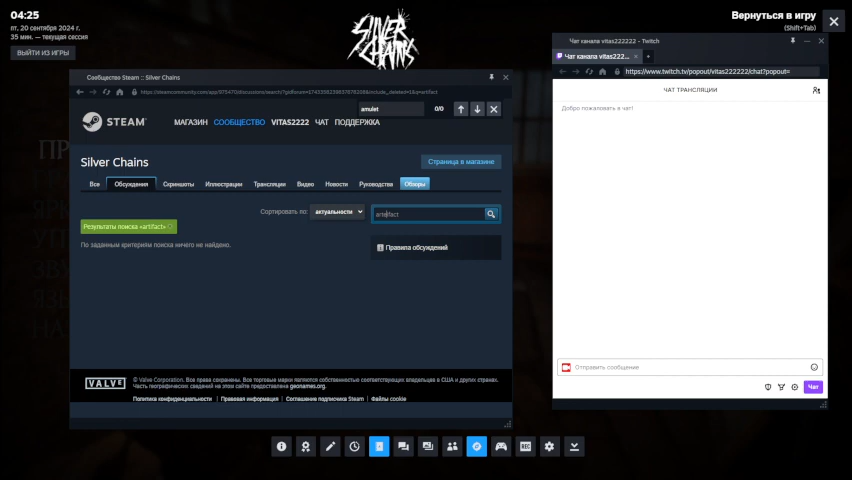 04:25
пт, 20 сентября 2024 г.
35 мин. — текущая сессия
ВЫЙТИ ИЗ ИГРЫ
SILVER CHAINS
Вернуться в игру
(Shift+Tab)
Сообщество Steam :: Silver Chains
amulet
0/0
STEAM
МАГАЗИН СООБЩЕСТВО VITAS2222 ЧАТ ПОДДЕРЖКА
Silver Chains
Страница в магазине
Все Обсуждения Скриншоты Иллюстрации Трансляции Видео Новости Руководства Обзоры
Сортировать по: актуальности
Результаты поиска «artifact»
По заданным критериям поиска ничего не найдено.
Правила обсуждений
VALVE
© Valve Corporation. Все права сохранены. Все торговые марки являются собственностью соответствующих владельцев в США и других странах.
Часть географических сведений на этом сайте предоставлена geonames.org.
Политика конфиденциальности | Правовая информация | Соглашение подписчика Steam | Файлы cookie
Чат канала vitas222222 - Twitch
Чат канала vitas222...
https://www.twitch.tv/popout/vitas222222/chat?popout=
ЧАТ ТРАНСЛЯЦИИ
Добро пожаловать в чат!
Отправить сообщение
Чат
REC